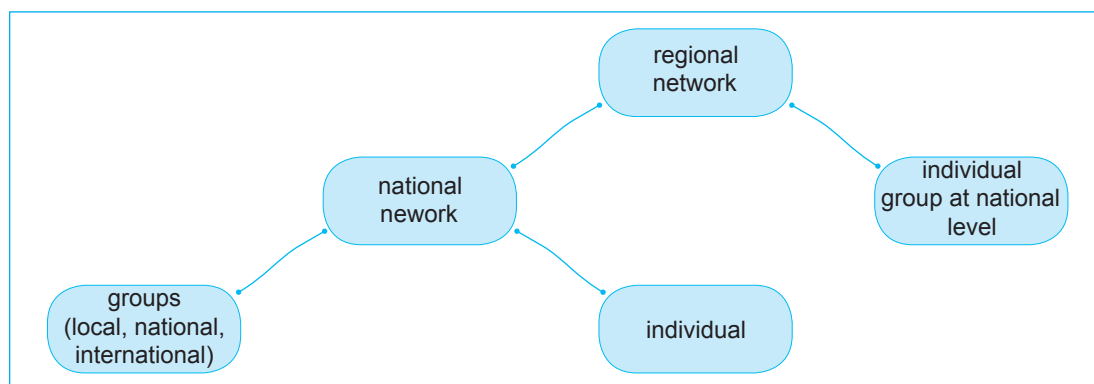 regional
network
national
nework
individual
group at national
level
groups
(local, national,
international)
individual